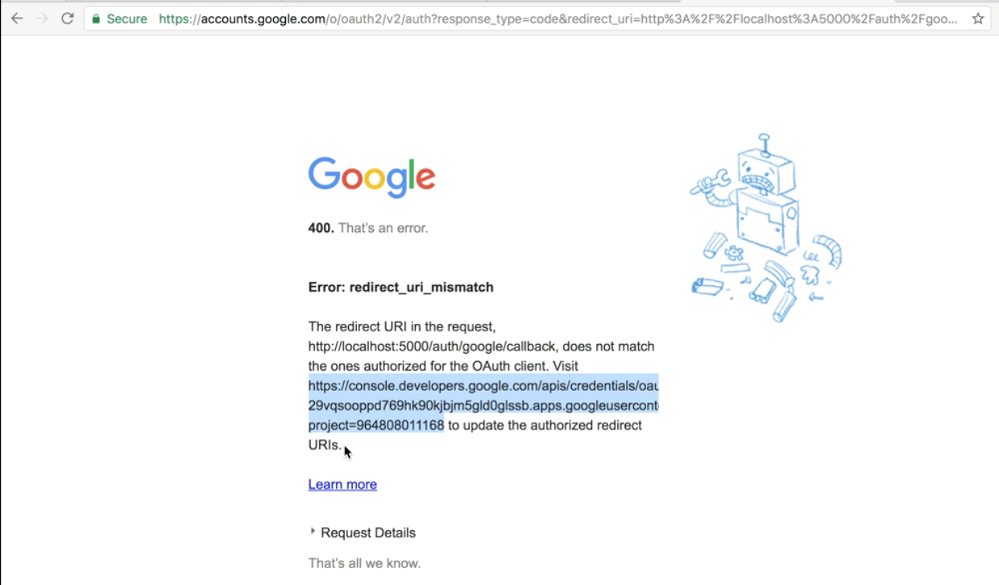 Secure https://accounts.google.com/o/oauth2/v2/auth?response_type=code&redirect_uri=http%3A%2F%2Flocalhost%3A5000%2Fauth%2Fgoo...
Google
400. That's an error.
Error: redirect_uri_mismatch
The redirect URI in the request,
http://localhost:5000/auth/google/callback, does not match
the ones authorized for the OAuth client. Visit
https://console.developers.google.com/apis/credentials/oau
29vqsooppd769hk90kjbjm5gld0glssb.apps.googleusercont
project=964808011168 to update the authorized redirect
URIs.
Learn more
Request Details
That's all we know.